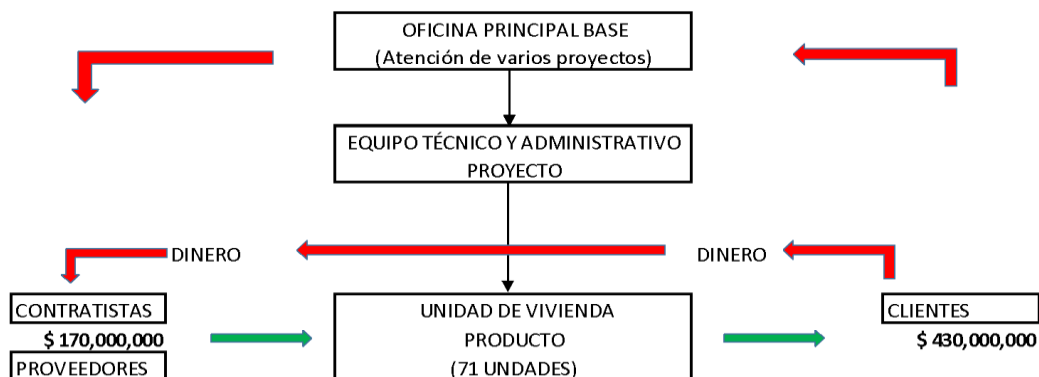 OFICINA PRINCIPAL BASE
(Atención de varios proyectos)
EQUIPO TÉCNICO Y ADMINISTRATIVO
PROYECTO
DINERO
DINERO
CONTRATISTAS
$ 170,000,000
PROVEEDORES
UNIDAD DE VIVIENDA
PRODUCTO
(71 UNDADES)
CLIENTES
$ 430,000,000